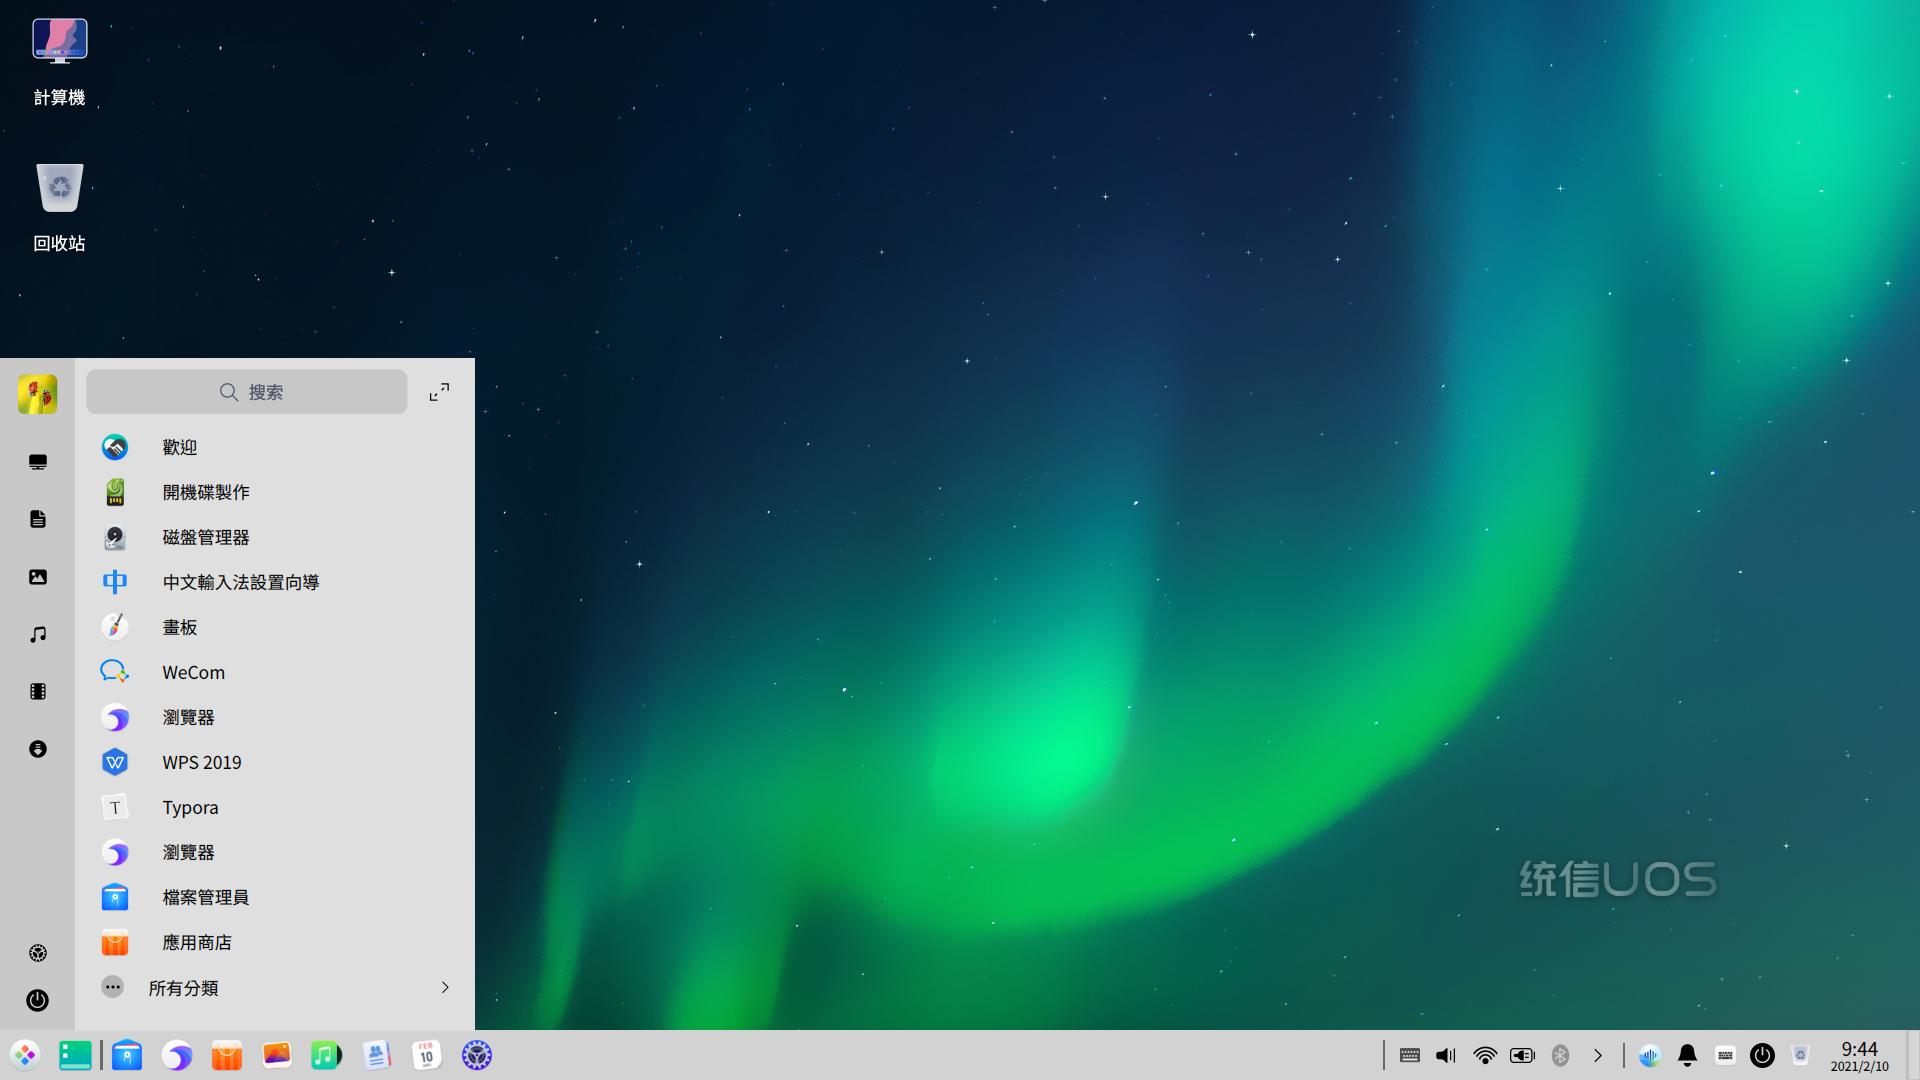 計算機
回收站
搜索
歡迎
開機碟製作
磁盤管理器
中文輸入法設置向導
畫板
WeCom
瀏覽器
WPS 2019
T
Typora
瀏覽器
檔案管理員
應用商店
所有分類
统信UOS
FEB
10
9:44
2021/2/10